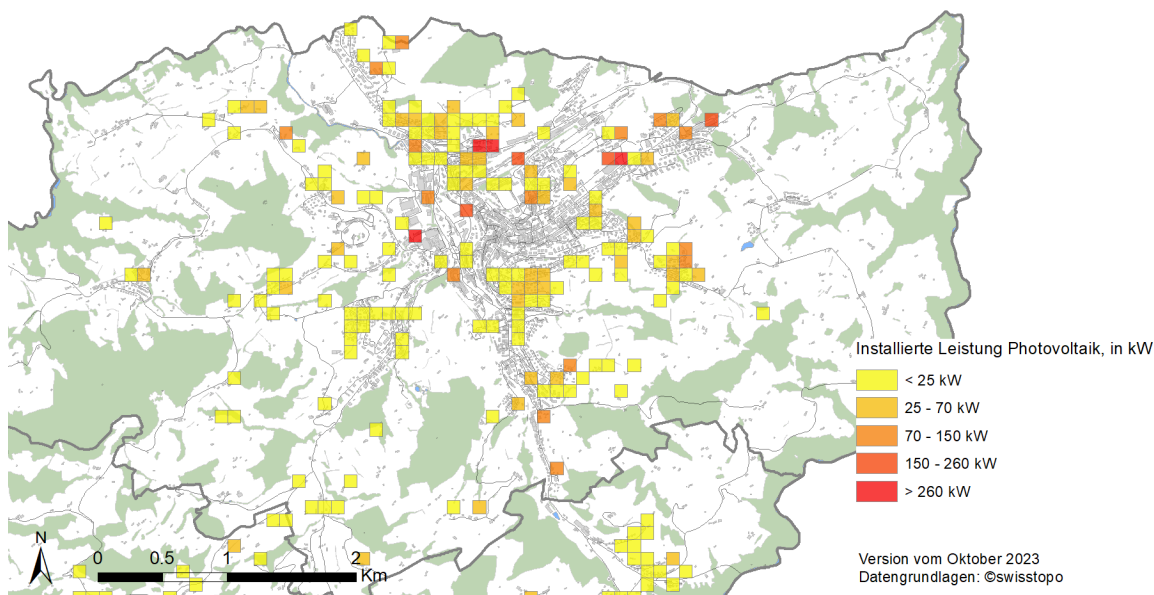 Installierte Leistung Photovoltaik, in kW
< 25 kW
25 - 70 kW
70 - 150 kW
150 - 260 kW
> 260 kW
N
0 0.5 1 2
Km
Version vom Oktober 2023
Datengrundlagen: ©swisstopo